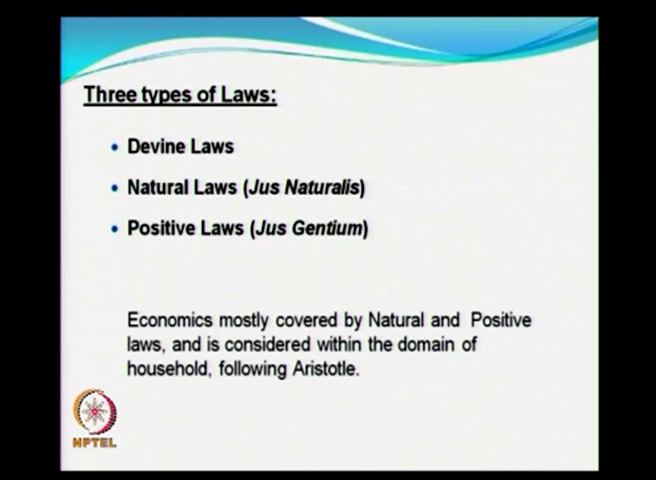 Three types of Laws:
Devine Laws
Natural Laws (Jus Naturalis)
Positive Laws (Jus Gentium)
Economics mostly covered by Natural and Positive
laws, and is considered within the domain of
household, following Aristotle.
NPTEL